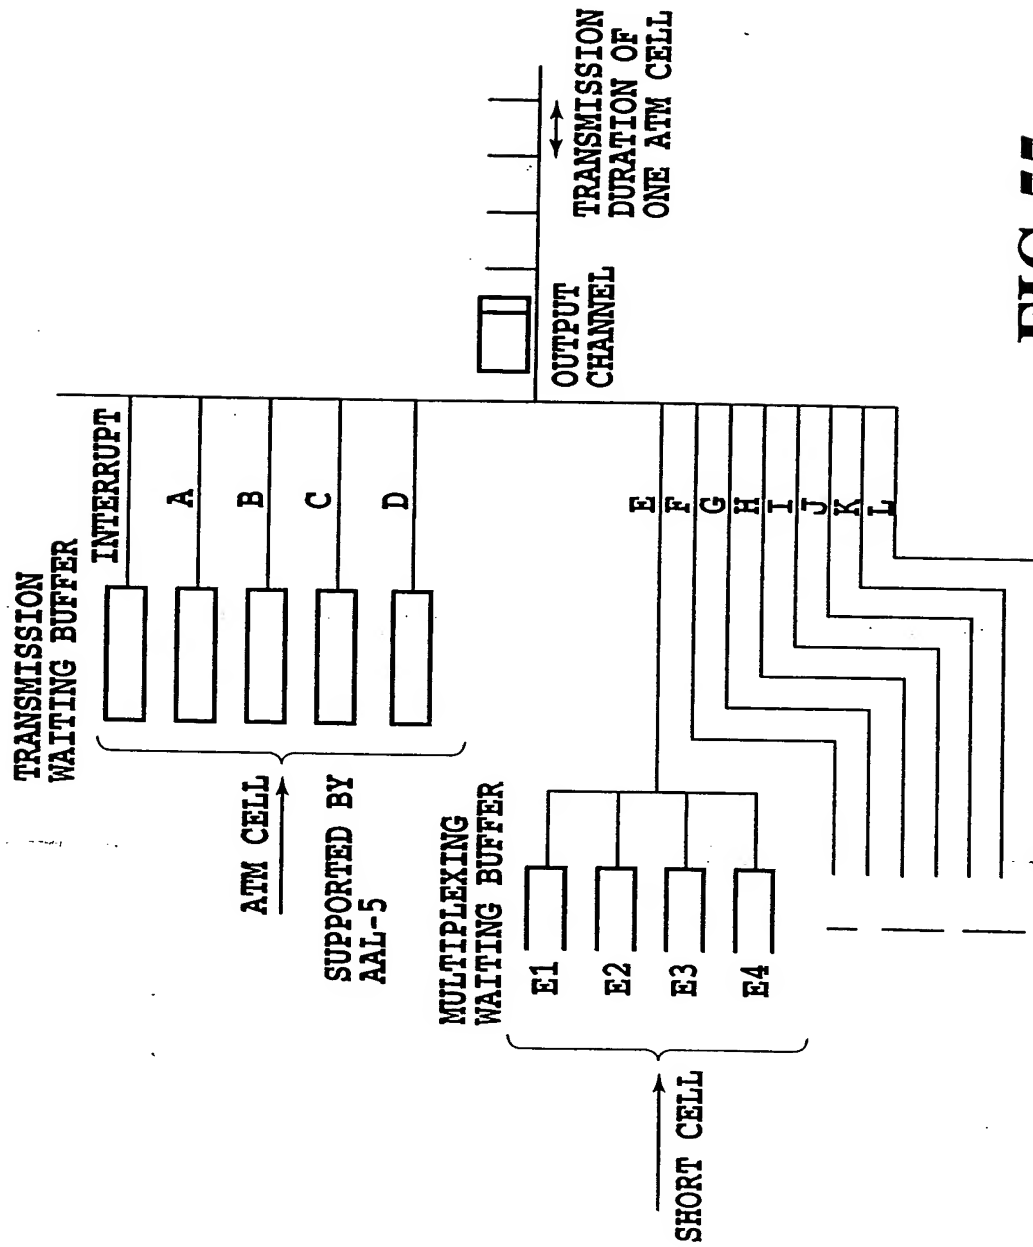 TRANSMISSION
WAITING BUFFER
INTERRUPT
A
B
C
D
ATM CELL
SUPPORTED BY
AAL-5
OUTPUT
CHANNEL
TRANSMISSION
DURATION OF
ONE ATM CELL
MULTIPLEXING
WAITING BUFFER
E1
E2
E3
E4
SHORT CELL
E
F
G
H
I
J
K
L